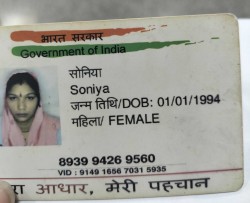 भारत सरकार
Government of India
सोनिया
Soniya
जन्म तिथि/DOB: 01/01/1994
महिला/ FEMALE
8939 9426 9560
VID : 9149 1656 7031 5935
रा आधार, मेरी पहचान